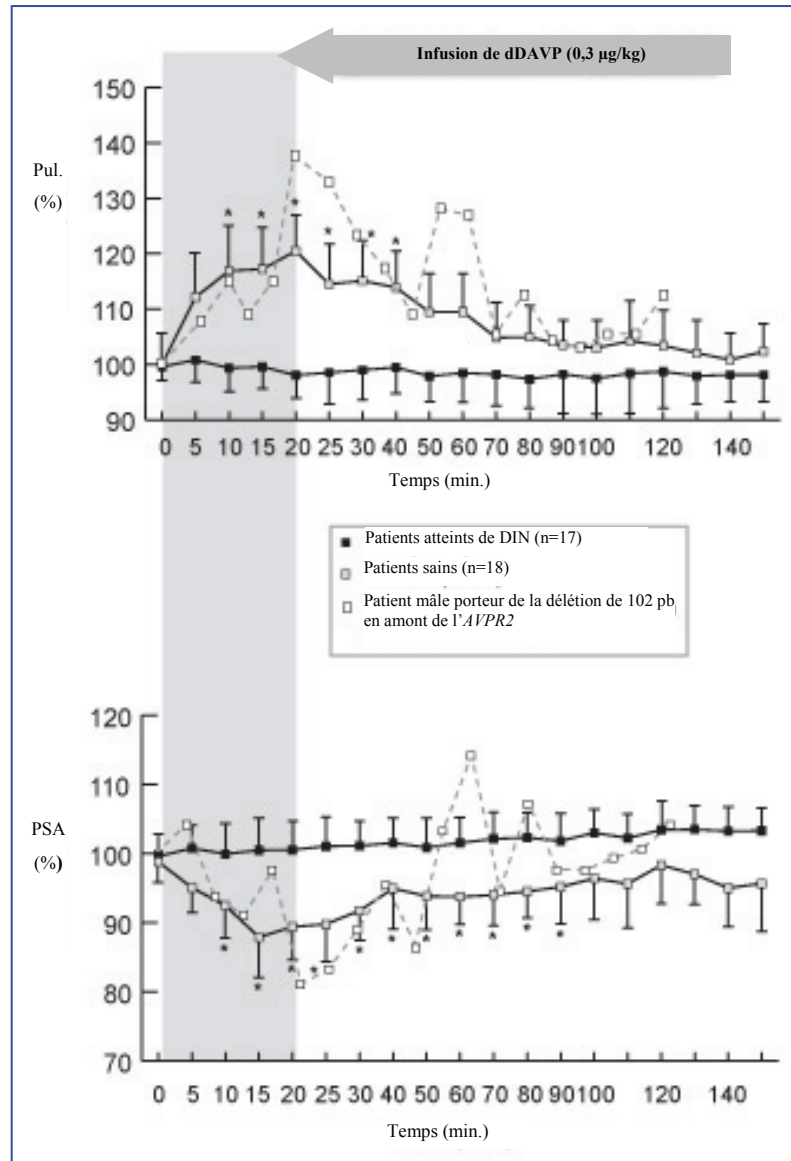 Infusion de dDAVP (0,3 µg/kg)
150
140
Pul.
130
(%)
120
110
100
90
0 5 10 15 20 25 30 40 50 60 70 80 90 100 120 140
Temps (min.)
Patients atteints de DIN (n=17)
Patients sains (n=18)
Patient mâle porteur de la délétion de 102 pb
en amont de l'AVPR2
120
110
PSA
100
(%)
90
80
70
0 5 10 15 20 25 30 40 50 60 70 80 90 100 120 140
Temps (min.)